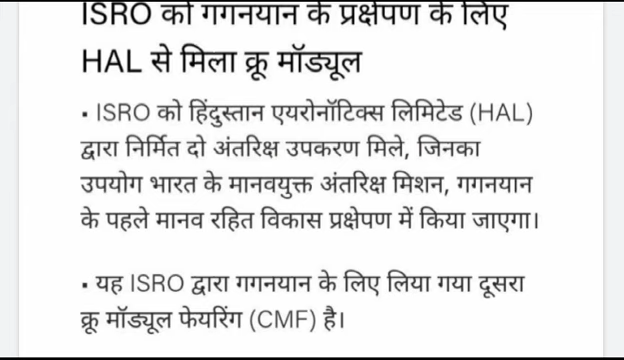 ISRO को गगनयान के प्रक्षेपण के लिए
HAL से मिला क्रू मॉड्यूल
▪ ISRO को हिंदुस्तान एयरोनॉटिक्स लिमिटेड (HAL)
द्वारा निर्मित दो अंतरिक्ष उपकरण मिले, जिनका
उपयोग भारत के मानवयुक्त अंतरिक्ष मिशन, गगनयान
के पहले मानव रहित विकास प्रक्षेपण में किया जाएगा।
▪ यह ISRO द्वारा गगनयान के लिए लिया गया दूसरा
क्रू मॉड्यूल फेयरिंग (CMF) है।